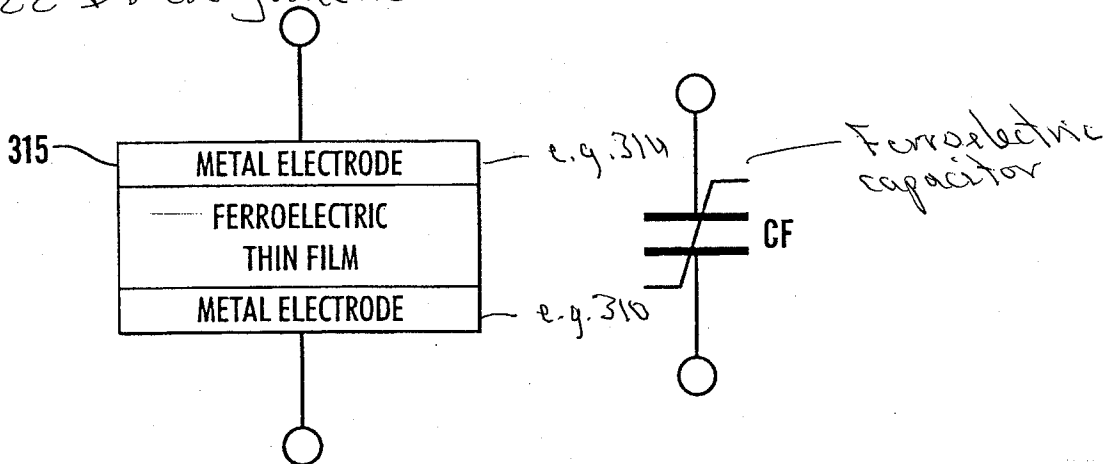 315
METAL ELECTRODE
e.g. 314
FERROELECTRIC
THIN FILM
METAL ELECTRODE
e.g. 310
Ferroelectric
capacitor
CF